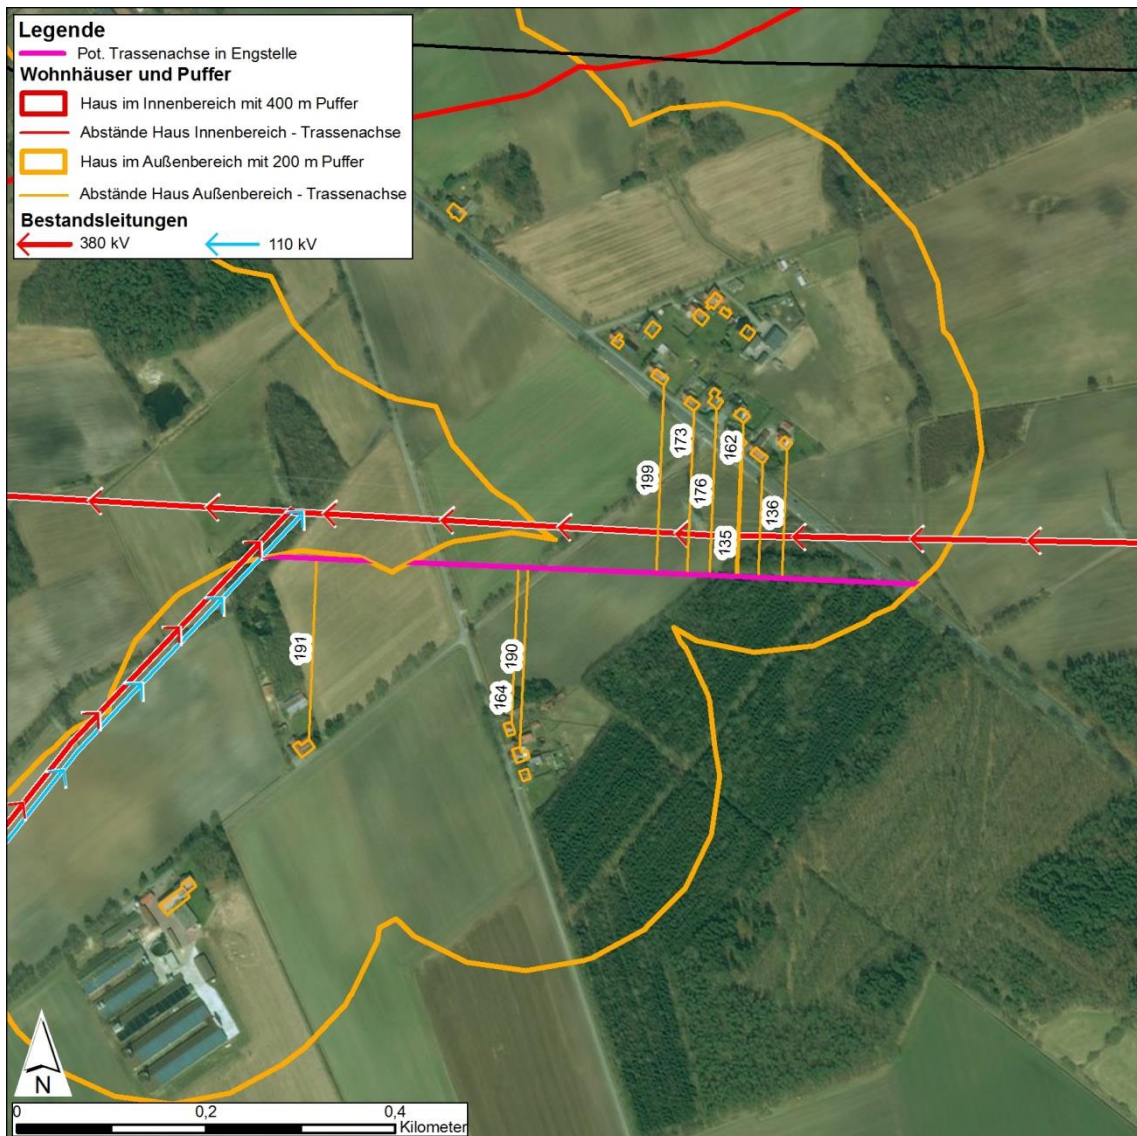 Legende
Pot. Trassenachse in Engstelle
Wohnhäuser und Puffer
Haus im Innenbereich mit 400 m Puffer
Abstände Haus Innenbereich - Trassenachse
Haus im Außenbereich mit 200 m Puffer
Abstände Haus Außenbereich - Trassenachse
Bestandsleitungen
380 kV 110 kV
199
173
176
162
135
136
191
190
164
N
0 0,2 0,4
Kilometer